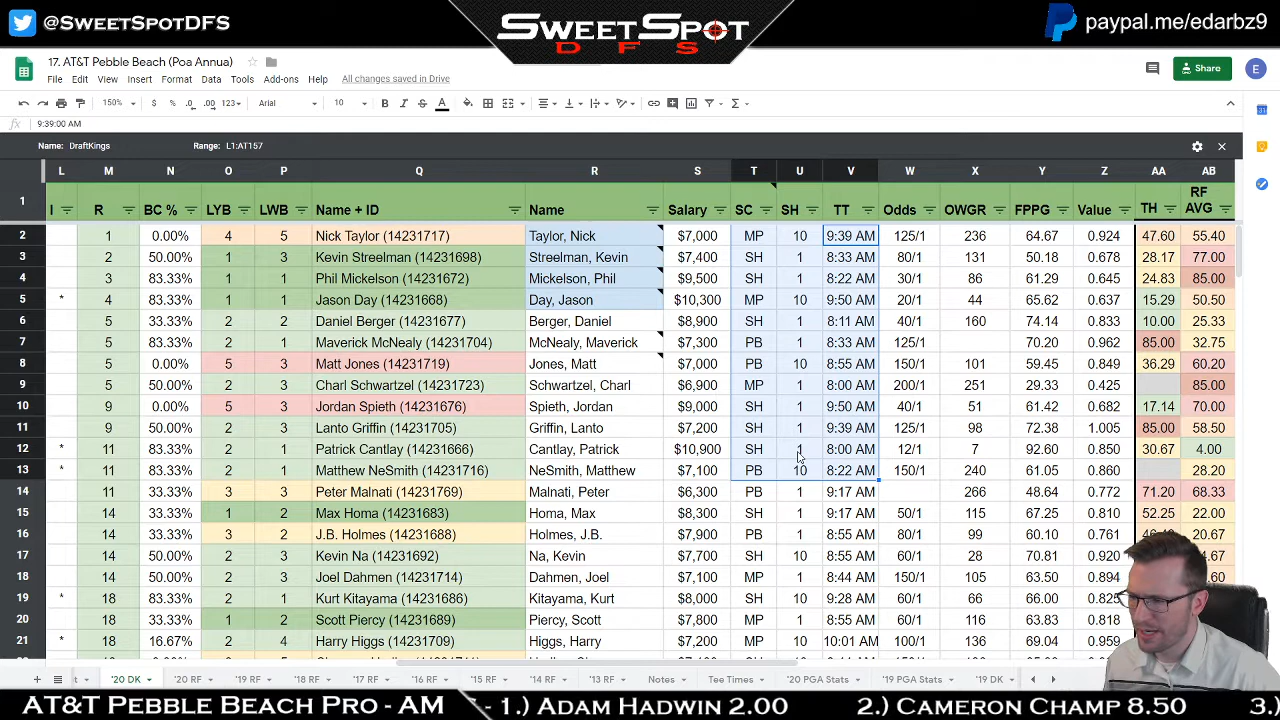 @SweetSpotDFS
SweetSpot
DFS
paypal.me/edarbz9
17. AT&T Pebble Beach (Poa Annua)
File Edit View Insert Format Data Tools Add-ons Help All changes saved in Drive
Share
E
150% $ % .0 .00 123 Arial 10 B I S A
fx 9:39:00 AM
Name: DraftKings Range: L1:AT157
L M N O P Q R S T U V W X Y Z AA AB
1 R BC % LYB LWB Name + ID Name Salary SC SH TT Odds OWGR FPPG Value TH RF AVG
2 1 0.00% 4 5 Nick Taylor (14231717) Taylor, Nick $7,000 MP 10 9:39 AM 125/1 236 64.67 0.924 47.60 55.40
3 2 50.00% 1 3 Kevin Streelman (14231698) Streelman, Kevin $7,400 SH 1 8:33 AM 80/1 131 50.18 0.678 28.17 77.00
4 3 83.33% 1 1 Phil Mickelson (14231672) Mickelson, Phil $9,500 SH 1 8:22 AM 30/1 86 61.29 0.645 24.83 85.00
5 * 4 83.33% 1 1 Jason Day (14231668) Day, Jason $10,300 MP 10 9:50 AM 20/1 44 65.62 0.637 15.29 50.50
6 5 33.33% 2 2 Daniel Berger (14231677) Berger, Daniel $8,900 SH 1 8:11 AM 40/1 160 74.14 0.833 10.00 25.33
7 5 83.33% 2 1 Maverick McNealy (14231704) McNealy, Maverick $7,300 PB 1 8:33 AM 125/1 70.20 0.962 85.00 32.75
8 5 0.00% 5 3 Matt Jones (14231719) Jones, Matt $7,000 PB 10 8:55 AM 150/1 101 59.45 0.849 36.29 60.20
9 5 50.00% 2 2 Charl Schwartzel (14231723) Schwartzel, Charl $6,900 MP 1 8:00 AM 200/1 251 29.33 0.425 85.00
10 9 0.00% 5 3 Jordan Spieth (14231676) Spieth, Jordan $9,000 SH 1 9:50 AM 40/1 51 61.42 0.682 17.14 70.00
11 9 50.00% 2 2 Lanto Griffin (14231705) Griffin, Lanto $7,200 SH 1 9:39 AM 125/1 98 72.38 1.005 85.00 58.50
12 * 11 83.33% 2 1 Patrick Cantlay (14231666) Cantlay, Patrick $10,900 SH 1 8:00 AM 12/1 7 92.60 0.850 30.67 4.00
13 * 11 83.33% 2 1 Matthew NeSmith (14231716) NeSmith, Matthew $7,100 PB 10 8:22 AM 150/1 240 61.05 0.860 28.20
14 11 33.33% 3 3 Peter Malnati (14231769) Malnati, Peter $6,300 PB 1 9:17 AM 266 48.64 0.772 71.20 68.33
15 14 33.33% 1 2 Max Homa (14231683) Homa, Max $8,300 SH 1 9:17 AM 50/1 115 67.25 0.810 52.25 22.00
16 14 33.33% 3 2 J.B. Holmes (14231688) Holmes, J.B. $7,900 PB 1 8:55 AM 80/1 99 60.10 0.761 20.67
17 14 50.00% 2 2 Kevin Na (14231692) Na, Kevin $7,700 SH 1 8:55 AM 60/1 28 70.81 0.920
18 14 50.00% 2 3 Joel Dahmen (14231714) Dahmen, Joel $7,100 MP 1 8:44 AM 150/1 94 63.50 0.894
19 * 18 83.33% 2 1 Kurt Kitayama (14231686) Kitayama, Kurt $8,000 SH 10 9:28 AM 60/1 66 66.00 0.825
20 18 33.33% 1 2 Scott Piercy (14231689) Piercy, Scott $7,800 MP 1 8:55 AM 60/1 116 63.83 0.818
21 * 18 16.67% 2 4 Harry Higgs (14231709) Higgs, Harry $7,200 MP 10 10:01 AM 100/1 136 69.04 0.959
'20 DK '20 RF '19 RF '18 RF '17 RF '16 RF '15 RF '14 RF '13 RF Notes Tee Times '20 PGA Stats '19 PGA Stats '19 DK
AT&T Pebble Beach Pro - AM - 1.) Adam Hadwin 2.00 2.) Cameron Champ 8.50 3.)